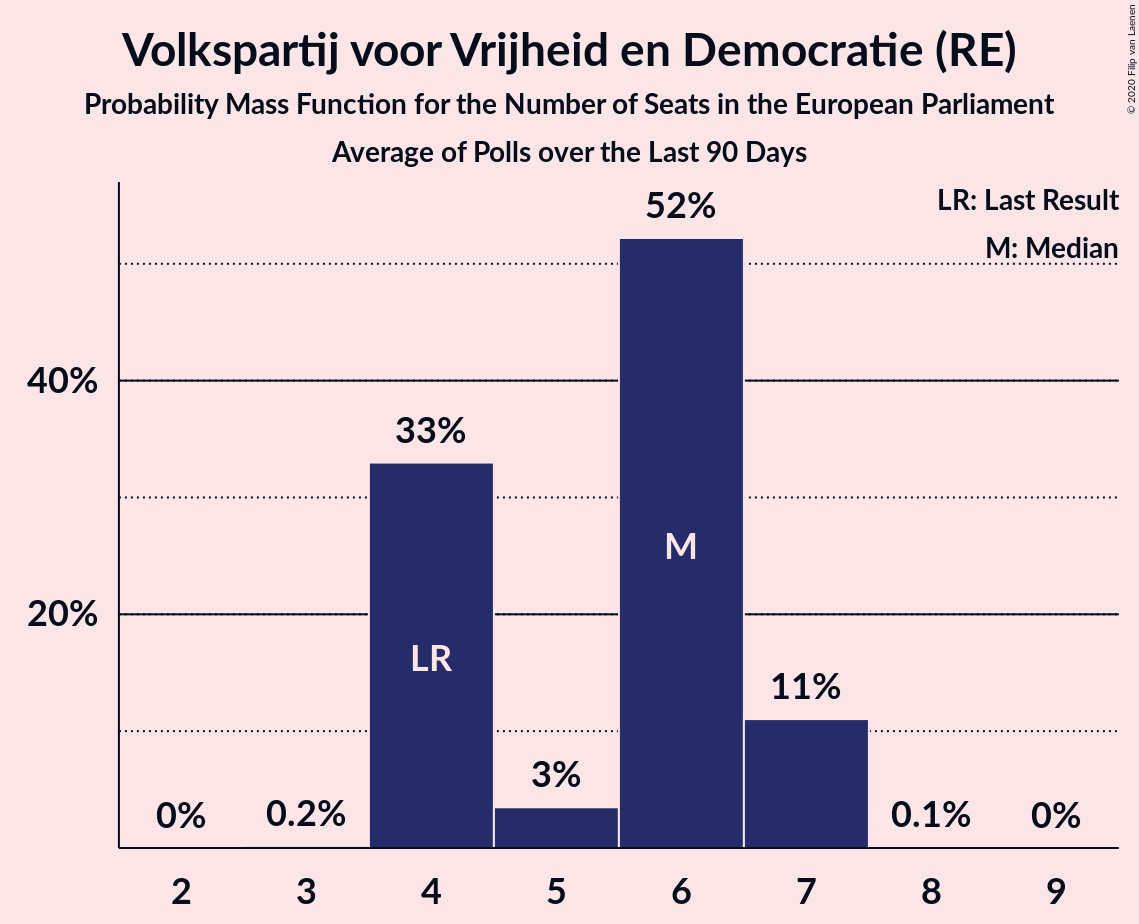 Volkspartij voor Vrijheid en Democratie (RE)
Probability Mass Function for the Number of Seats in the European Parliament
Average of Polls over the Last 90 Days
© 2020 Filip van Laenen
LR: Last Result
M: Median
52%
40%
33%
M
20%
LR
11%
3%
0%
0.2%
0.1%
0%
2 3 4 5 6 7 8 9